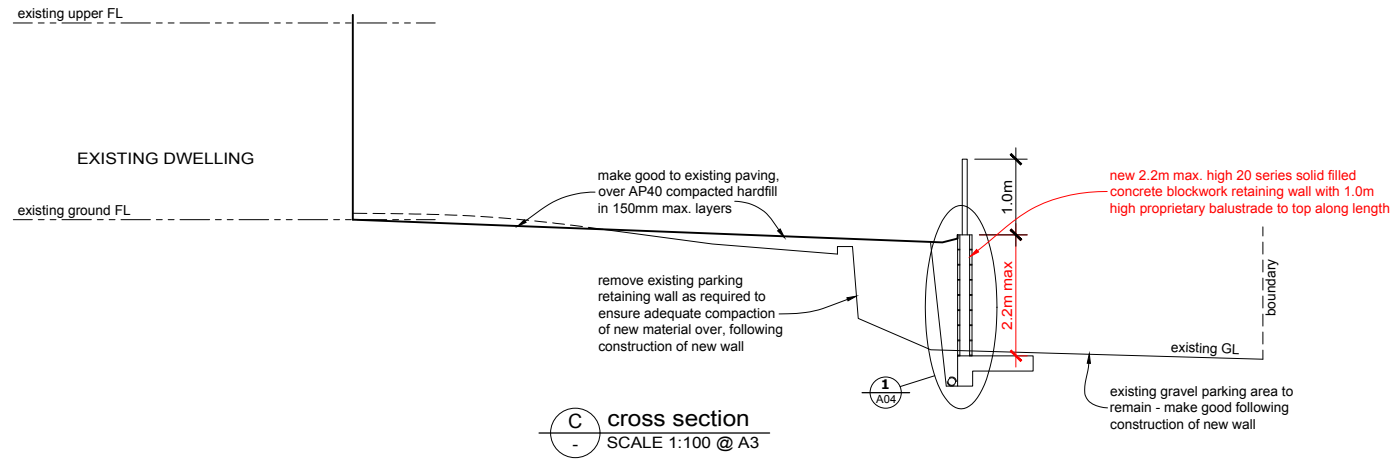 existing upper FL
EXISTING DWELLING
existing ground FL
make good to existing paving,
over AP40 compacted hardfill
in 150mm max. layers
1.0m
new 2.2m max. high 20 series solid filled
concrete blockwork retaining wall with 1.0m
high proprietary balustrade to top along length
remove existing parking
retaining wall as required to
ensure adequate compaction
of new material over, following
construction of new wall
2.2m max
boundary
existing GL
1
A04
existing gravel parking area to
remain - make good following
construction of new wall
C
-
cross section
SCALE 1:100 @ A3